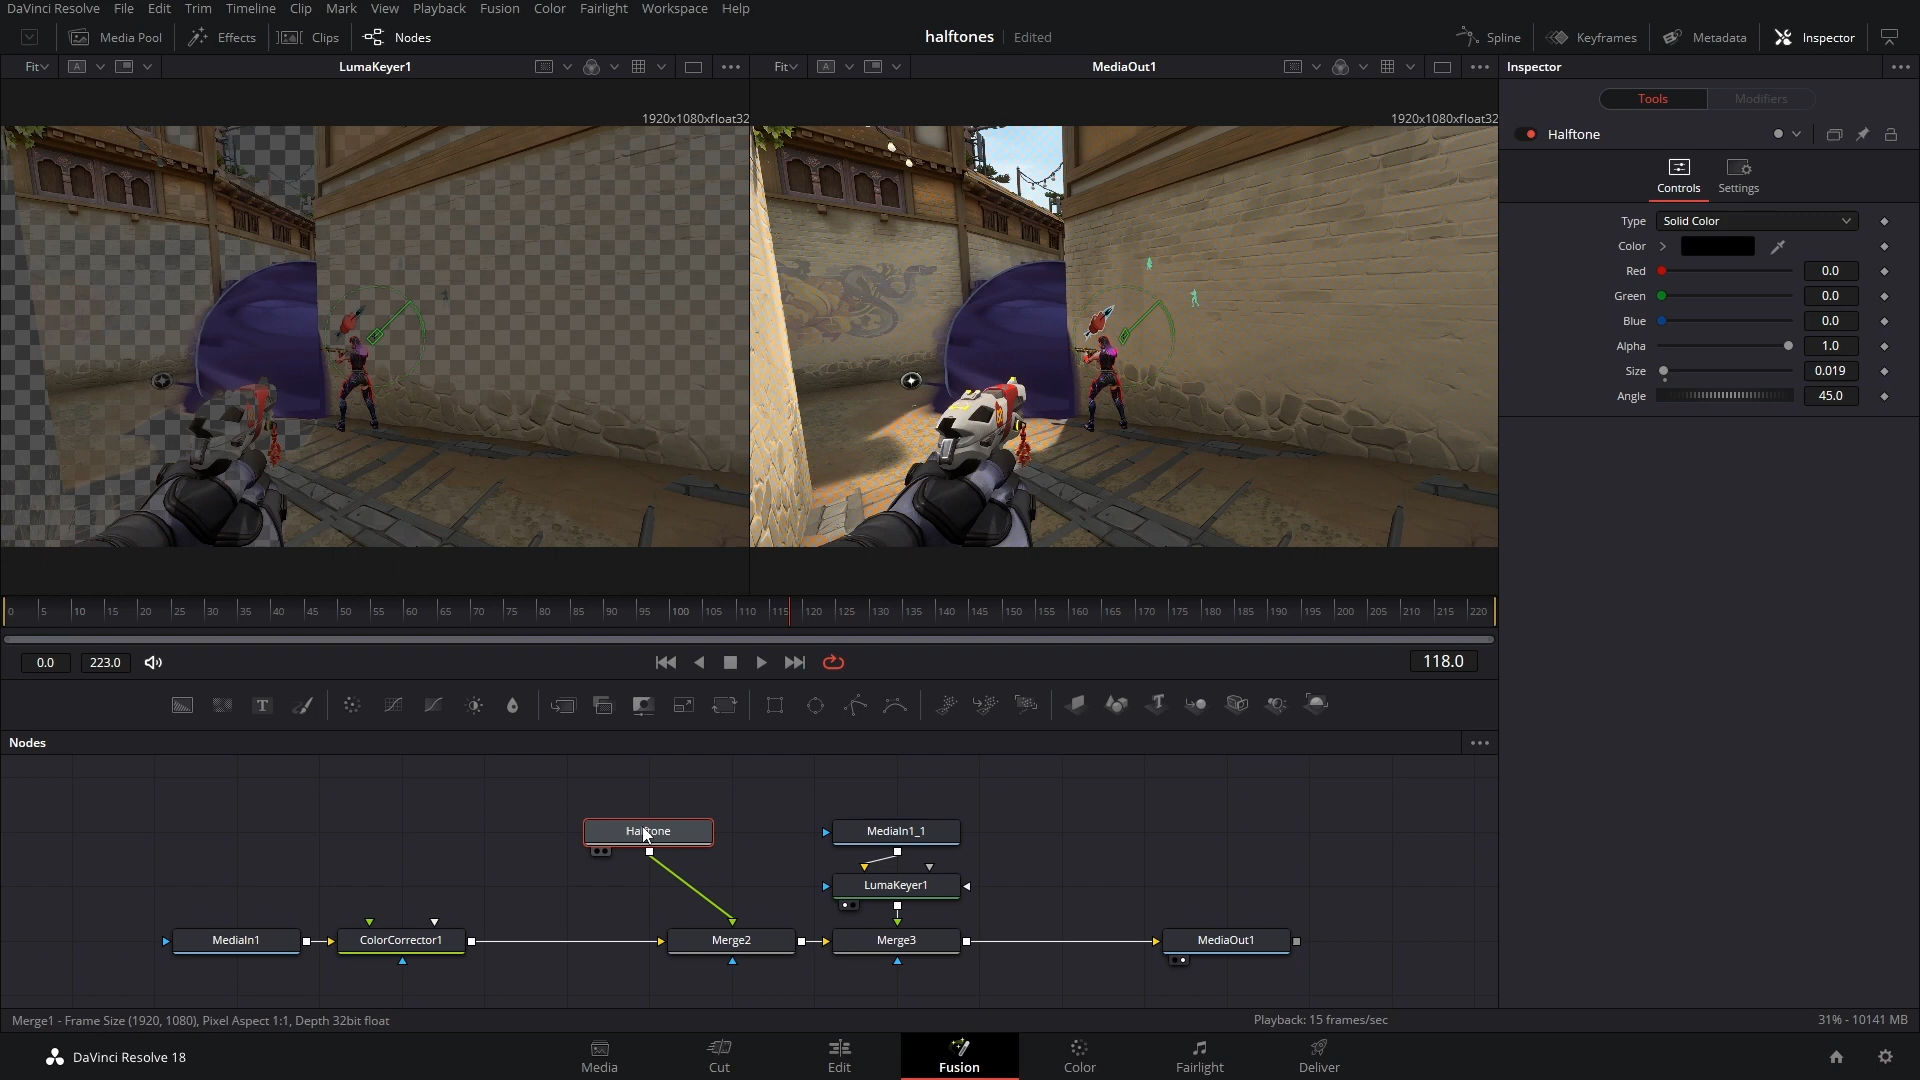 DaVinci Resolve File Edit Trim Timeline Clip Mark View Playback Fusion Color Fairlight Workspace Help
Media Pool Effects Clips Nodes halftones Edited Spline Keyframes Metadata Inspector
Fit A LumaKeyer1 Fit A MediaOut1 Inspector
1920x1080xfloat32 1920x1080xfloat32
Tools Modifiers
Halftone
Controls Settings
Type Solid Color
Color
Red 0.0
Green 0.0
Blue 0.0
Alpha 1.0
Size 0.019
Angle 45.0
0 5 10 15 20 25 30 35 40 45 50 55 60 65 70 75 80 85 90 95 100 105 110 115 120 125 130 135 140 145 150 155 160 165 170 175 180 185 190 195 200 205 210 215 220
0.0 223.0 118.0
T T
Nodes
Halftone MediaIn1_1
LumaKeyer1
MediaIn1 ColorCorrector1 Merge2 Merge3 MediaOut1
Merge1 - Frame Size (1920, 1080), Pixel Aspect 1:1, Depth 32bit float Playback: 15 frames/sec 31% - 10141 MB
DaVinci Resolve 18 Media Cut Edit Fusion Color Fairlight Deliver